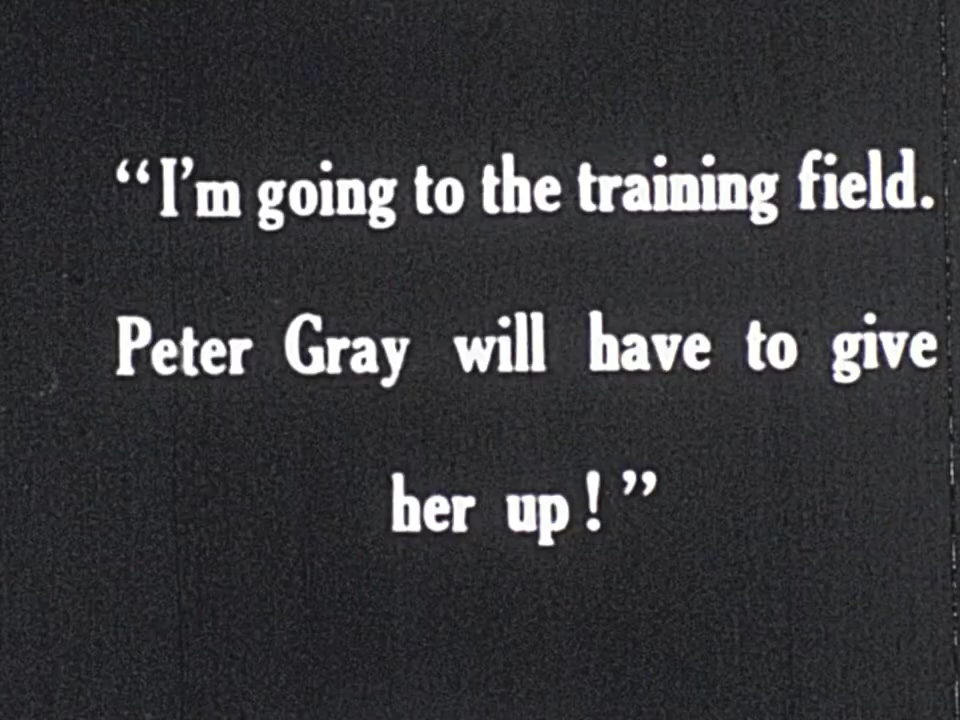 “I’m going to the training field.
Peter Gray will have to give
her up!”